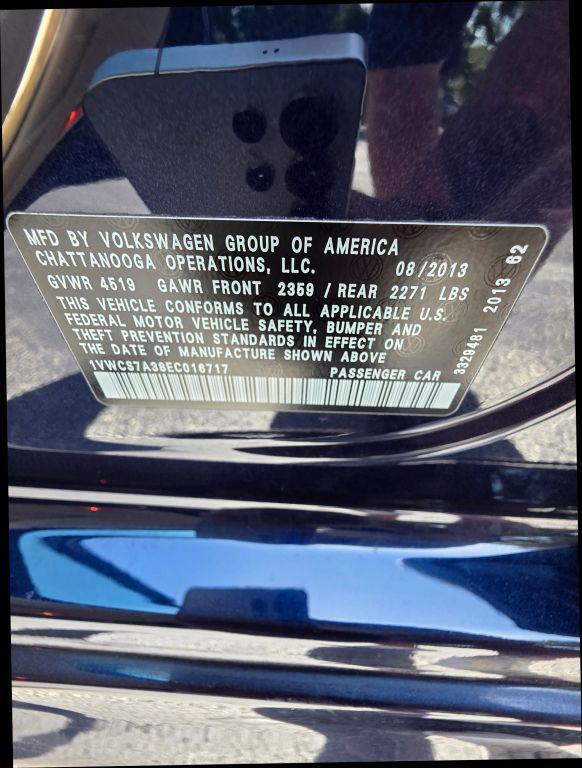 MFD BY VOLKSWAGEN GROUP OF AMERICA
CHATTANOOGA OPERATIONS, LLC. 08/2013
GVWR 4519 GAWR FRONT 2359 / REAR 2271 LBS
THIS VEHICLE CONFORMS TO ALL APPLICABLE U.S.
FEDERAL MOTOR VEHICLE SAFETY, BUMPER AND
THEFT PREVENTION STANDARDS IN EFFECT ON
THE DATE OF MANUFACTURE SHOWN ABOVE
1VWCS7A38EC016717 PASSENGER CAR
3329481 2013 62